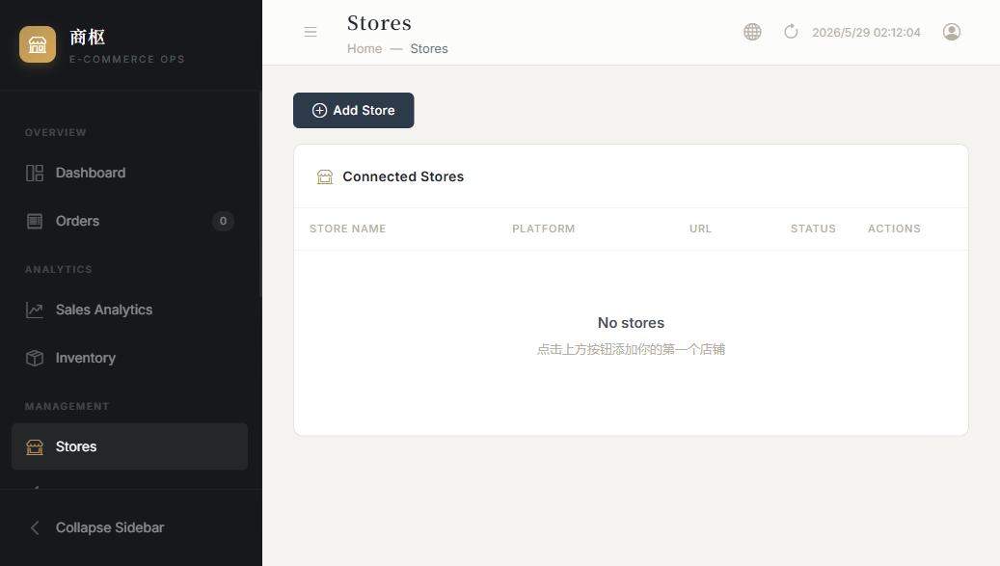 商枢
E-COMMERCE OPS
OVERVIEW
Dashboard
Orders 0
ANALYTICS
Sales Analytics
Inventory
MANAGEMENT
Stores
Collapse Sidebar
Stores
Home — Stores
2026/5/29 02:12:04
Add Store
Connected Stores
STORE NAME PLATFORM URL STATUS ACTIONS
No stores
点击上方按钮添加你的第一个店铺